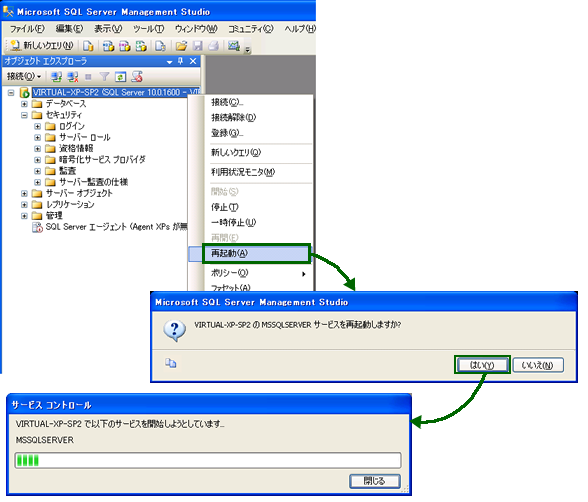 Microsoft SQL Server Management Studio
ファイル(F) 編集(E) 表示(V) ツール(T) ウィンドウ(W) コミュニティ(C) ヘルプ(H)
新しいクエリ(N)
オブジェクト エクスプローラ
接続(O)
VIRTUAL-XP-SP2 (SQL Server 10.0.1600 - VI
データベース
セキュリティ
ログイン
サーバー ロール
資格情報
暗号化サービス プロバイダ
監査
サーバー監査の仕様
サーバー オブジェクト
レプリケーション
管理
SQL Server エージェント (Agent XPs が無
接続(C)...
接続解除(D)
登録(G)...
新しいクエリ(Q)
利用状況モニタ(M)
開始(S)
停止(T)
一時停止(U)
再開(E)
再起動(A)
ポリシー(O)
ファセット(A)
Microsoft SQL Server Management Studio
VIRTUAL-XP-SP2 の MSSQLSERVER サービスを再起動しますか?
はい(Y) いいえ(N)
サービス コントロール
VIRTUAL-XP-SP2 で以下のサービスを開始しようとしています...
MSSQLSERVER
閉じる